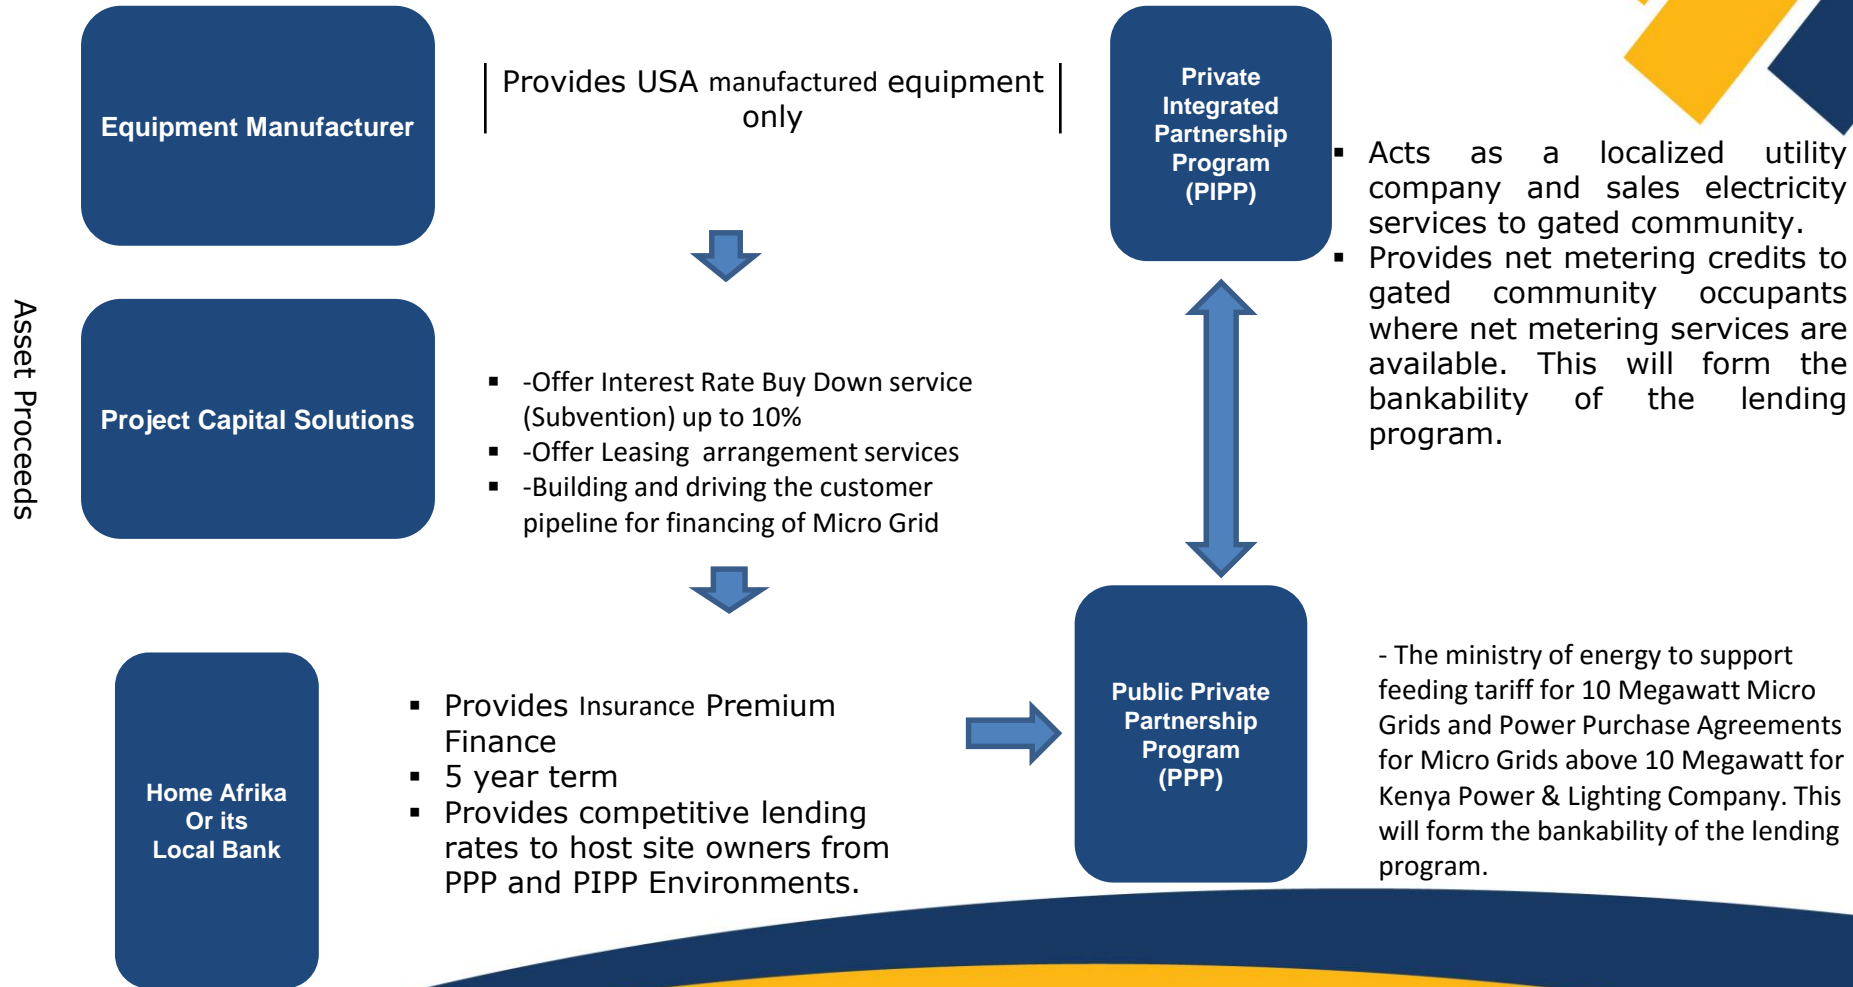 Equipment Manufacturer
Provides USA manufactured equipment
only
Private
Integrated
Partnership
Program
(PIPP)
▪ Acts as a localized utility
company and sales electricity
services to gated community.
▪ Provides net metering credits to
gated community occupants
where net metering services are
available. This will form the
bankability of the lending
program.
Asset Proceeds
Project Capital Solutions
▪ -Offer Interest Rate Buy Down service
(Subvention) up to 10%
▪ -Offer Leasing arrangement services
▪ -Building and driving the customer
pipeline for financing of Micro Grid
Home Afrika
Or its
Local Bank
▪ Provides Insurance Premium
Finance
▪ 5 year term
▪ Provides competitive lending
rates to host site owners from
PPP and PIPP Environments.
Public Private
Partnership
Program
(PPP)
- The ministry of energy to support
feeding tariff for 10 Megawatt Micro
Grids and Power Purchase Agreements
for Micro Grids above 10 Megawatt for
Kenya Power & Lighting Company. This
will form the bankability of the lending
program.